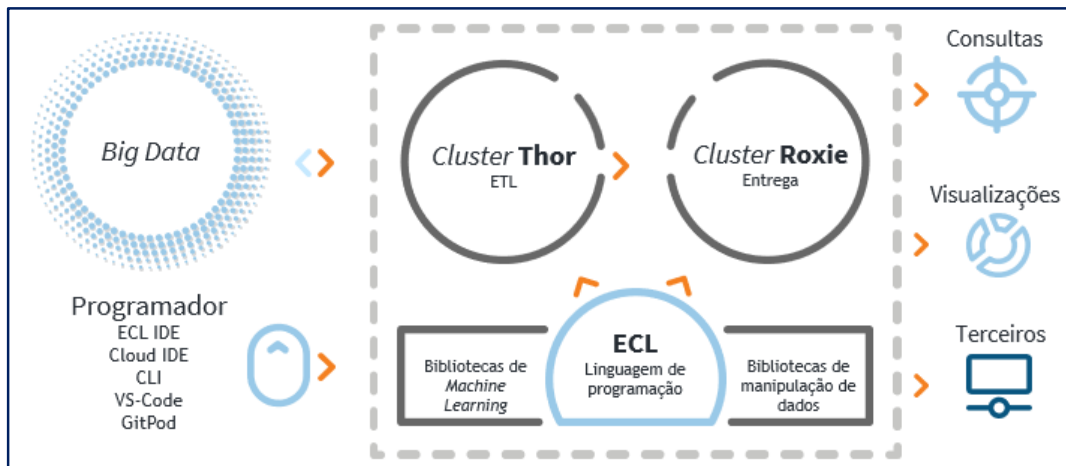 Big Data
Programador
ECL IDE
Cloud IDE
CLI
VS-Code
GitPod
Cluster Thor
ETL
Cluster Roxie
Entrega
Bibliotecas de
Machine
Learning
ECL
Linguagem de
programação
Bibliotecas de
manipulação de
dados
Consultas
Visualizações
Terceiros